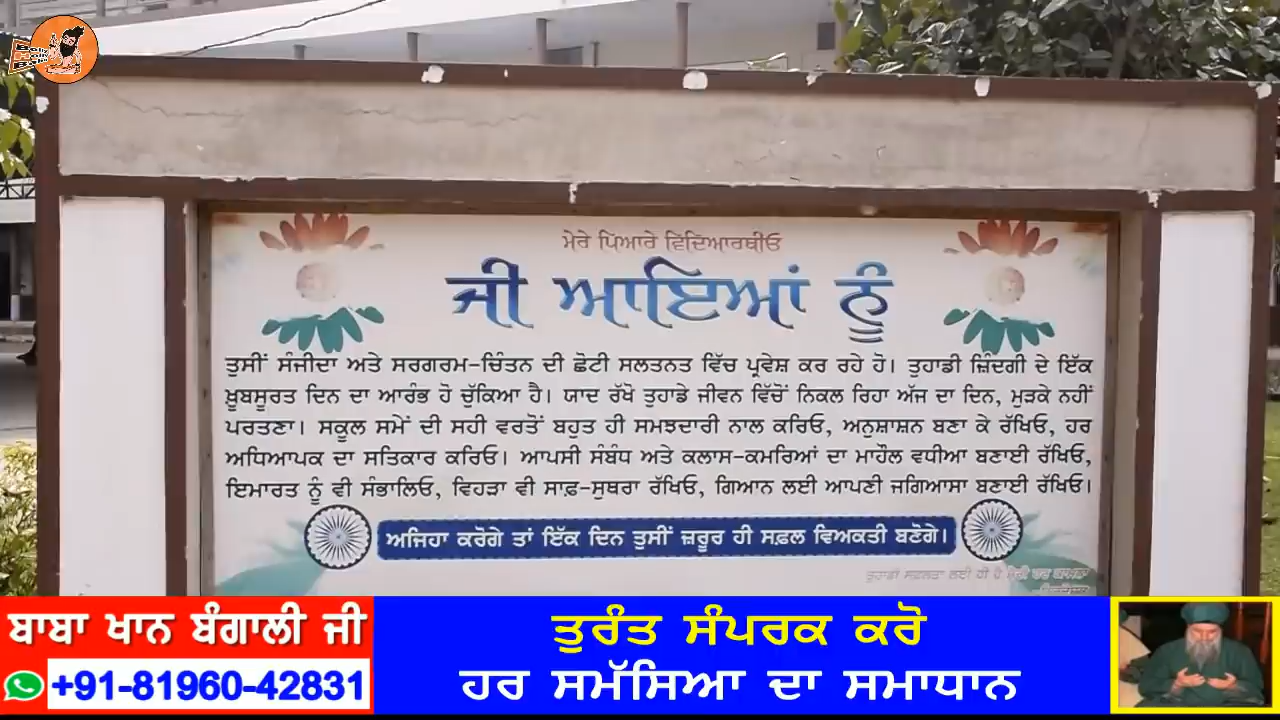 ਮੇਰੇ ਪਿਆਰੇ ਵਿੱਦਿਆਰਥੀਓ
ਜੀ ਆਇਆਂ ਨੂੰ
ਤੁਸੀਂ ਸੰਜੀਦਾ ਅਤੇ ਸਰਗਰਮ-ਚਿੰਤਨ ਦੀ ਛੋਟੀ ਸਲਤਨਤ ਵਿੱਚ ਪ੍ਰਵੇਸ਼ ਕਰ ਰਹੇ ਹੋ। ਤੁਹਾਡੀ ਜ਼ਿੰਦਗੀ ਦੇ ਇੱਕ
ਖ਼ੂਬਸੂਰਤ ਦਿਨ ਦਾ ਆਰੰਭ ਹੋ ਚੁੱਕਿਆ ਹੈ। ਯਾਦ ਰੱਖੋ ਤੁਹਾਡੇ ਜੀਵਨ ਵਿੱਚੋਂ ਨਿਕਲ ਰਿਹਾ ਅੱਜ ਦਾ ਦਿਨ, ਮੁੜਕੇ ਨਹੀਂ
ਪਰਤਣਾ। ਸਕੂਲ ਸਮੇਂ ਦੀ ਸਹੀ ਵਰਤੋਂ ਬਹੁਤ ਹੀ ਸਮਝਦਾਰੀ ਨਾਲ ਕਰਿਓ, ਅਨੁਸ਼ਾਸ਼ਨ ਬਣਾ ਕੇ ਰੱਖਿਓ, ਹਰ
ਅਧਿਆਪਕ ਦਾ ਸਤਿਕਾਰ ਕਰਿਓ। ਆਪਸੀ ਸੰਬੰਧ ਅਤੇ ਕਲਾਸ-ਕਮਰਿਆਂ ਦਾ ਮਾਹੌਲ ਵਧੀਆ ਬਣਾਈ ਰੱਖਿਓ,
ਇਮਾਰਤ ਨੂੰ ਵੀ ਸੰਭਾਲਿਓ, ਵਿਹੜਾ ਵੀ ਸਾਫ਼-ਸੁਥਰਾ ਰੱਖਿਓ, ਗਿਆਨ ਲਈ ਆਪਣੀ ਜਗਿਆਸਾ ਬਣਾਈ ਰੱਖਿਓ।
ਅਜਿਹਾ ਕਰੋਗੇ ਤਾਂ ਇੱਕ ਦਿਨ ਤੁਸੀਂ ਜ਼ਰੂਰ ਹੀ ਸਫ਼ਲ ਵਿਅਕਤੀ ਬਣੋਗੇ।
ਤੁਹਾਡੀ ਸਫ਼ਲਤਾ ਲਈ ਹੀ ਹੈ
ਬਾਬਾ ਖਾਨ ਬੰਗਾਲੀ ਜੀ
+91-81960-42831
ਤੁਰੰਤ ਸੰਪਰਕ ਕਰੋ
ਹਰ ਸਮੱਸਿਆ ਦਾ ਸਮਾਧਾਨ